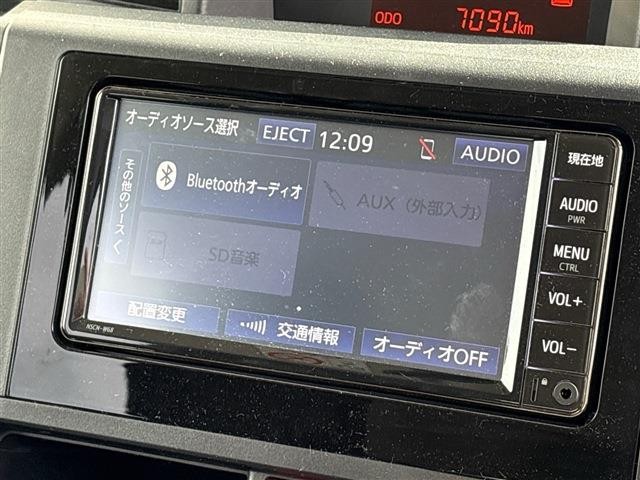 ODO 7090km
オーディオソース選択 EJECT 12:09 AUDIO
その他のソース
Bluetoothオーディオ
AUX (外部入力)
SD音楽
配置変更
交通情報
オーディオOFF
NSCN-W68
現在地
AUDIO
PWR
MENU
CTRL
VOL+
VOL-